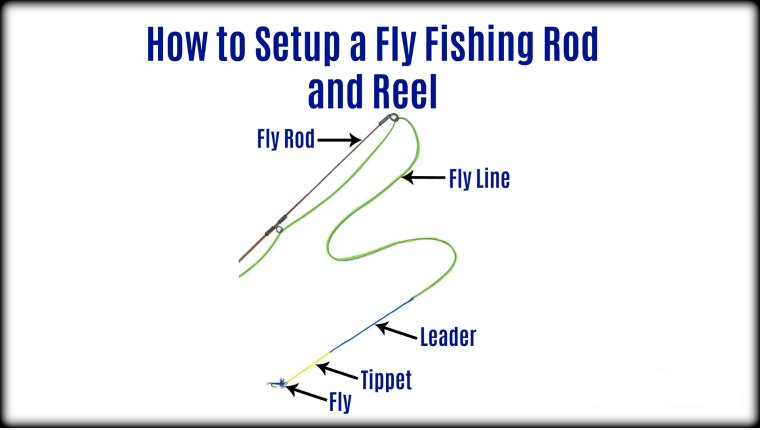 How to Setup a Fly Fishing Rod
and Reel
Fly Rod
Fly Line
Leader
Tippet
Fly